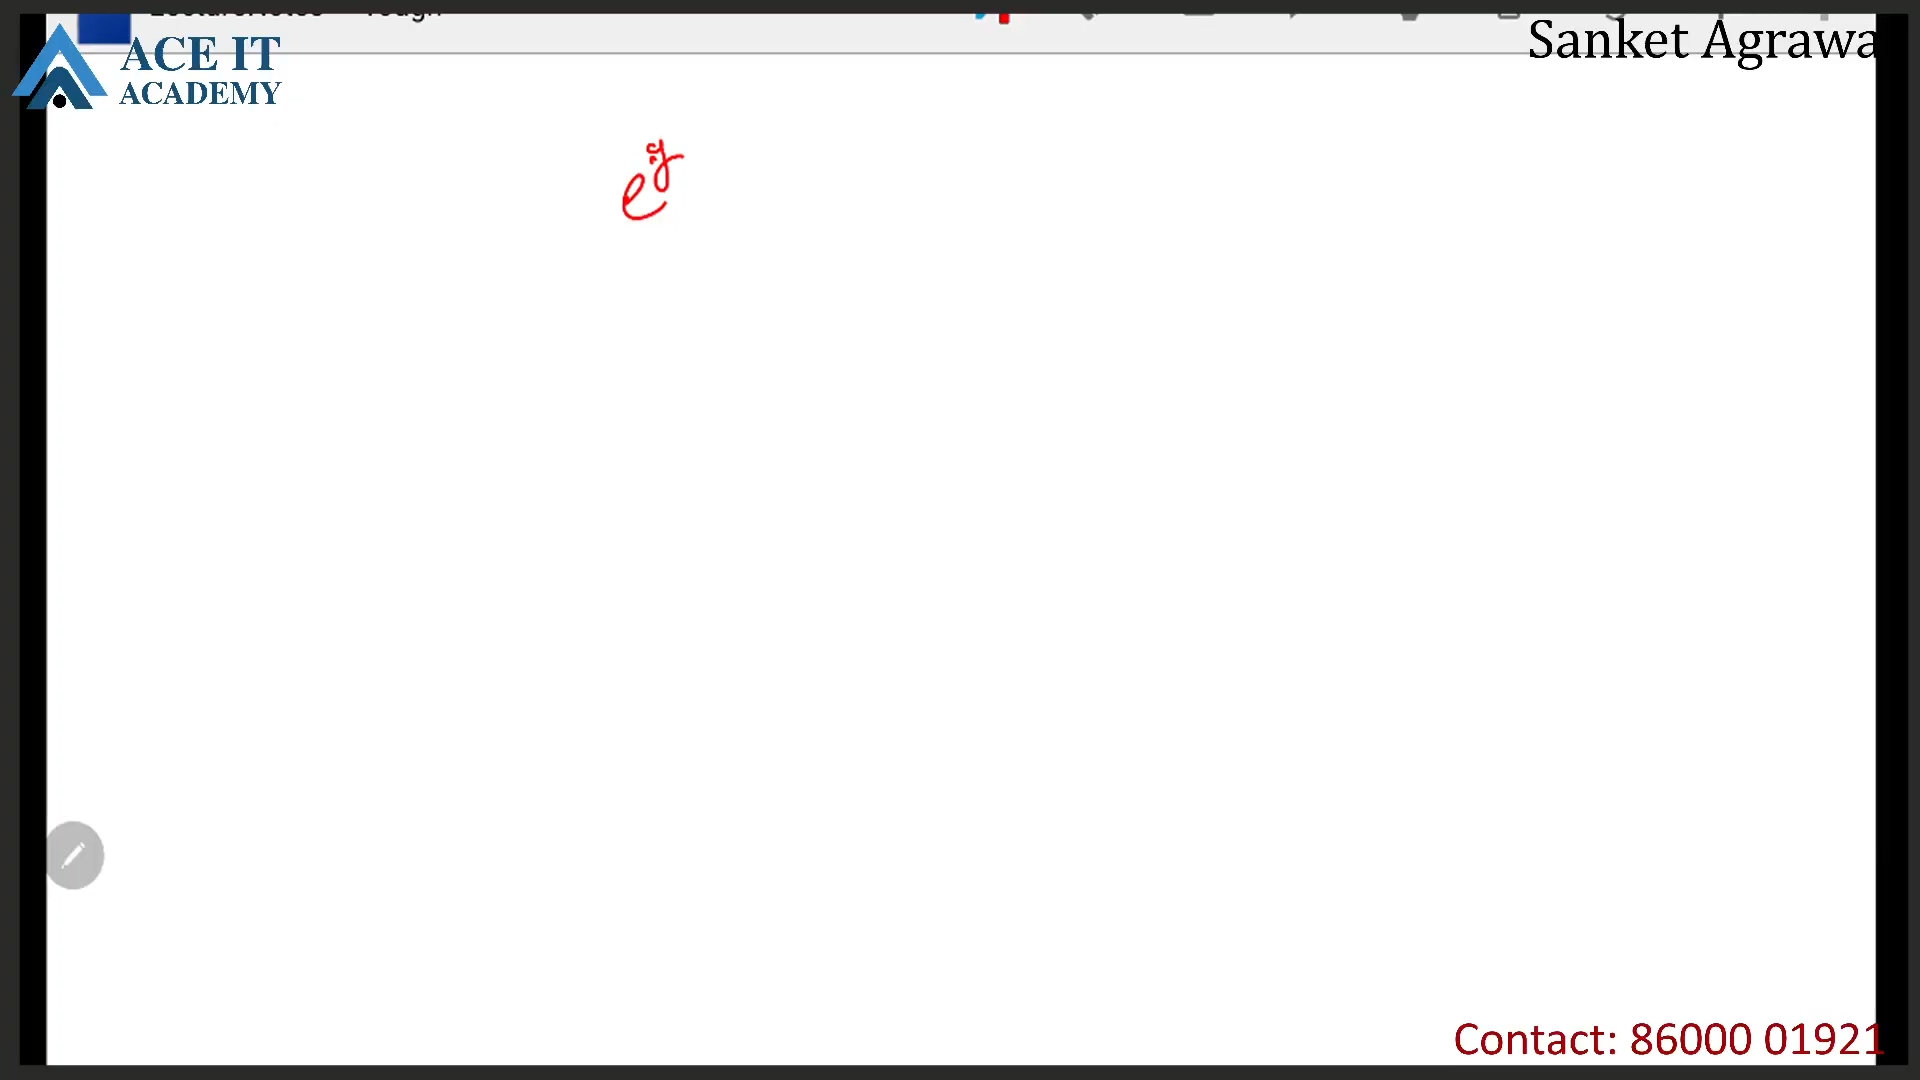 ACE IT
ACADEMY
Sanket Agrawa
e^y
Contact: 86000 01921